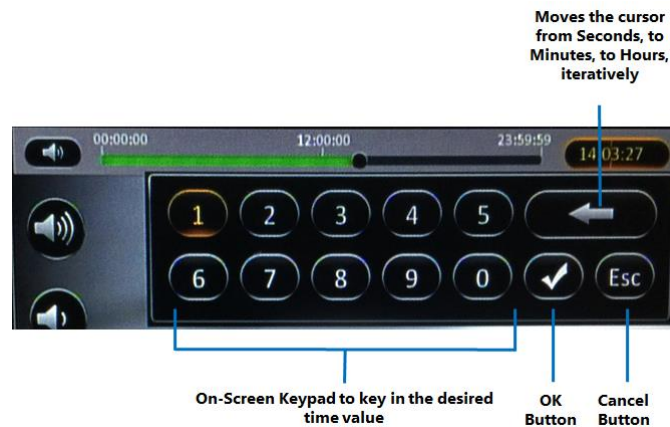 Moves the cursor
from Seconds, to
Minutes, to Hours,
iteratively
00:00:00 12:00:00 23:59:59 14:03:27
1 2 3 4 5
6 7 8 9 0 Esc
On-Screen Keypad to key in the desired
time value
OK
Button
Cancel
Button